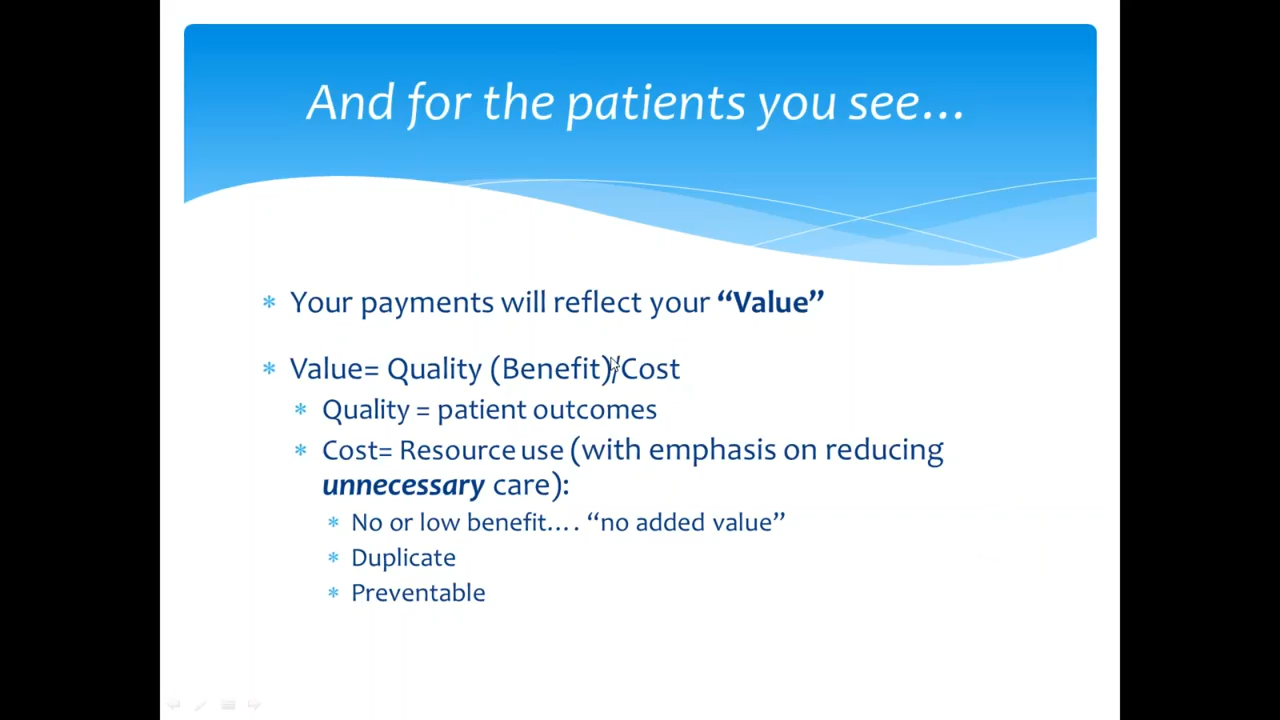 And for the patients you see…
* Your payments will reflect your “Value”
* Value= Quality (Benefit)/Cost
* Quality = patient outcomes
* Cost= Resource use (with emphasis on reducing
unnecessary care):
* No or low benefit…. “no added value”
* Duplicate
* Preventable